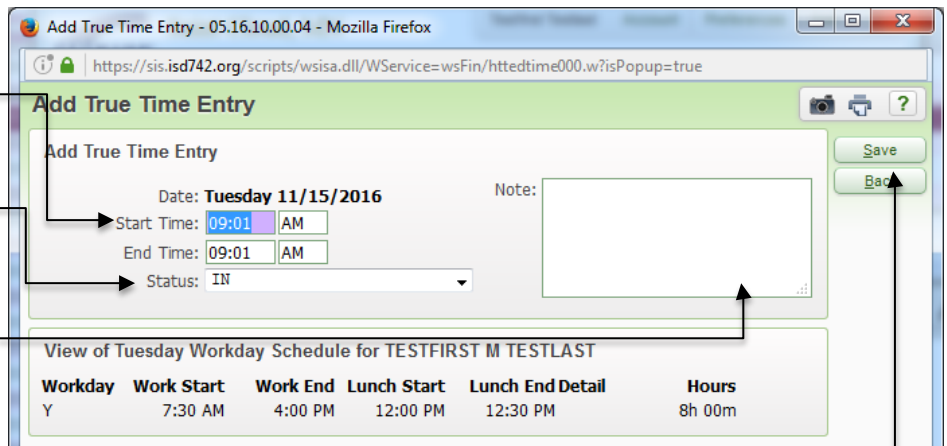 Add True Time Entry - 05.16.10.00.04 - Mozilla Firefox
https://sis.isd742.org/scripts/wsisa.dll/WService=wsFin/httedtime000.w?isPopup=true
Add True Time Entry
?
Add True Time Entry
Save
Back
Date: Tuesday 11/15/2016
Note:
Start Time: 09:01 AM
End Time: 09:01 AM
Status: IN
View of Tuesday Workday Schedule for TESTFIRST M TESTLAST
Workday Work Start Work End Lunch Start Lunch End Detail Hours
Y 7:30 AM 4:00 PM 12:00 PM 12:30 PM 8h 00m